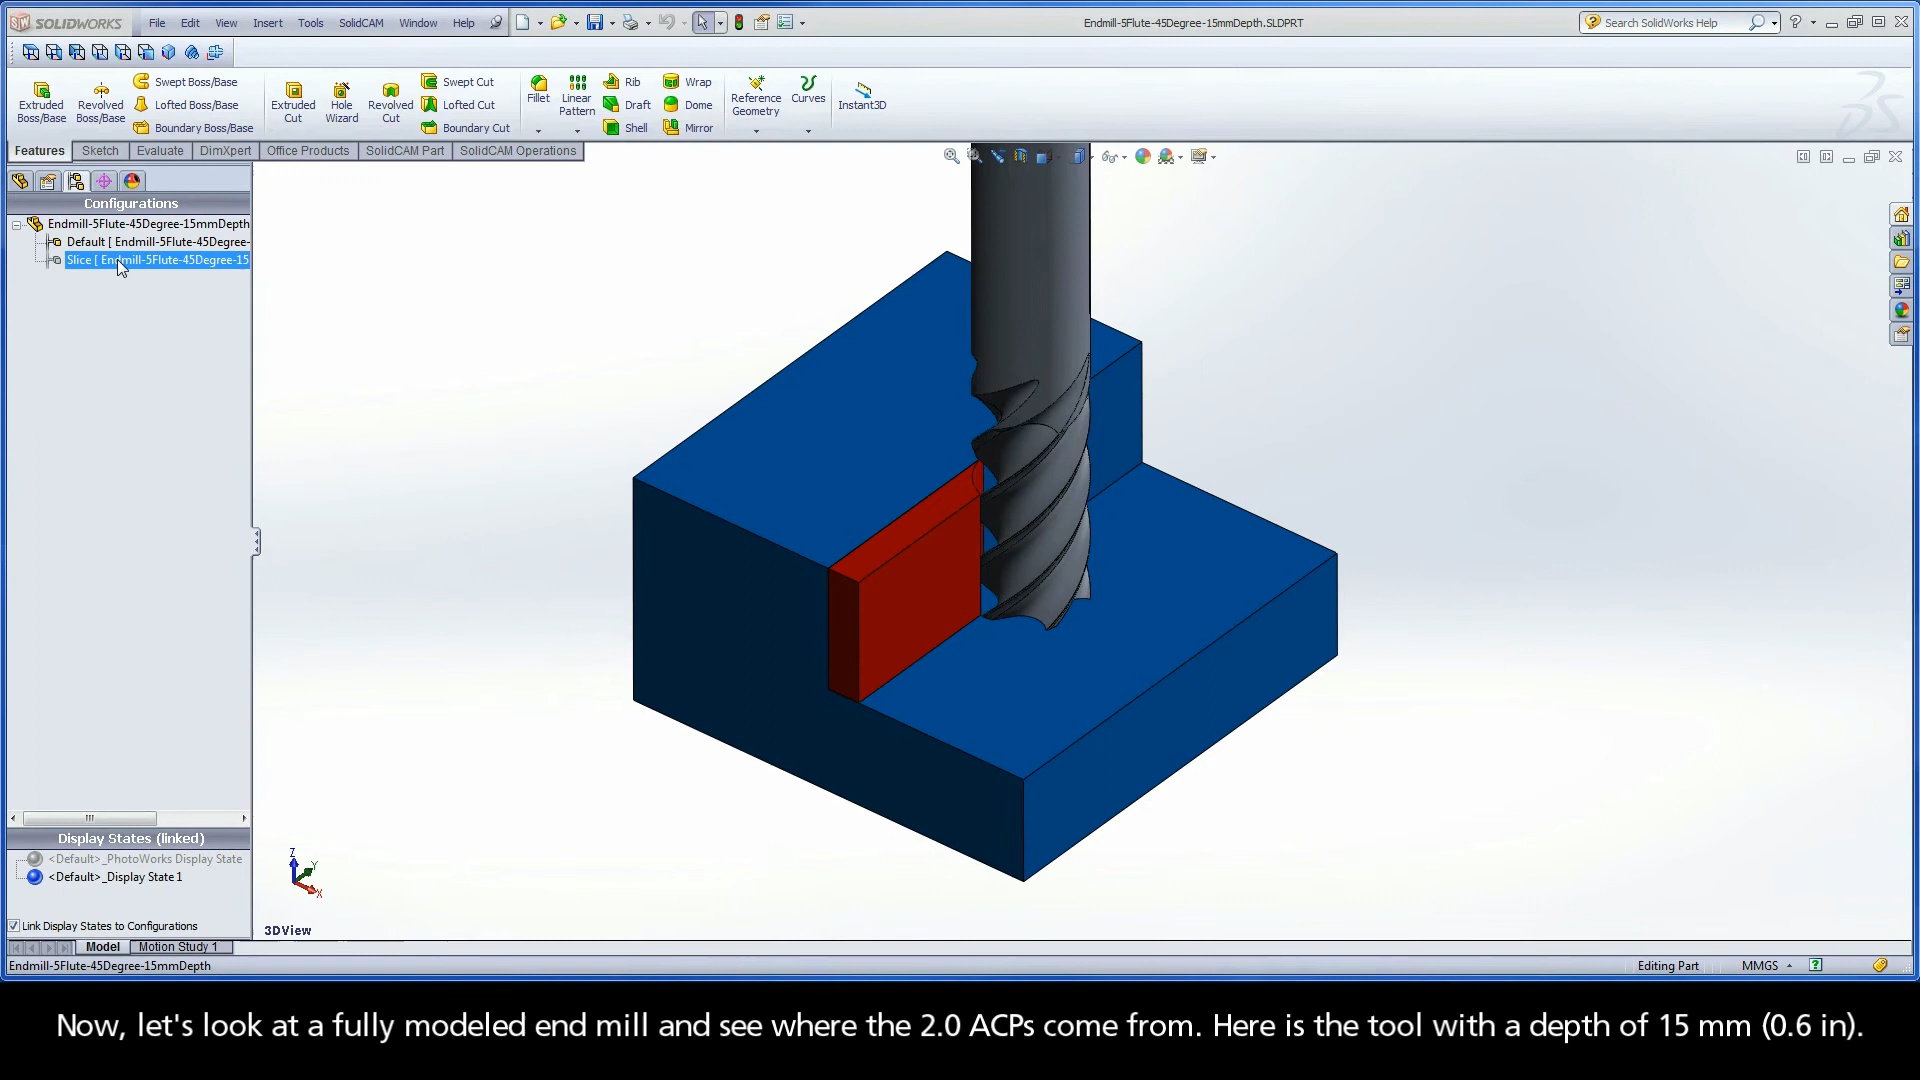 SOLIDWORKS File Edit View Insert Tools SolidCAM Window Help Endmill-5Flute-45Degree-15mmDepth.SLDPRT Search SolidWorks Help
Extruded Boss/Base
Revolved Boss/Base
Swept Boss/Base
Lofted Boss/Base
Boundary Boss/Base
Extruded Cut
Hole Wizard
Revolved Cut
Swept Cut
Lofted Cut
Boundary Cut
Fillet
Linear Pattern
Rib
Draft
Shell
Wrap
Dome
Mirror
Reference Geometry
Curves
Instant3D
Features Sketch Evaluate DimXpert Office Products SolidCAM Part SolidCAM Operations
Configurations
Endmill-5Flute-45Degree-15mmDepth
Default [ Endmill-5Flute-45Degree-
Slice [ Endmill-5Flute-45Degree-15
Display States (linked)
<Default>_PhotoWorks Display State
<Default>_Display State 1
Link Display States to Configurations
Z
Y
X
3DView
Model Motion Study 1
Endmill-5Flute-45Degree-15mmDepth Editing Part MMGS
Now, let's look at a fully modeled end mill and see where the 2.0 ACPs come from. Here is the tool with a depth of 15 mm (0.6 in).